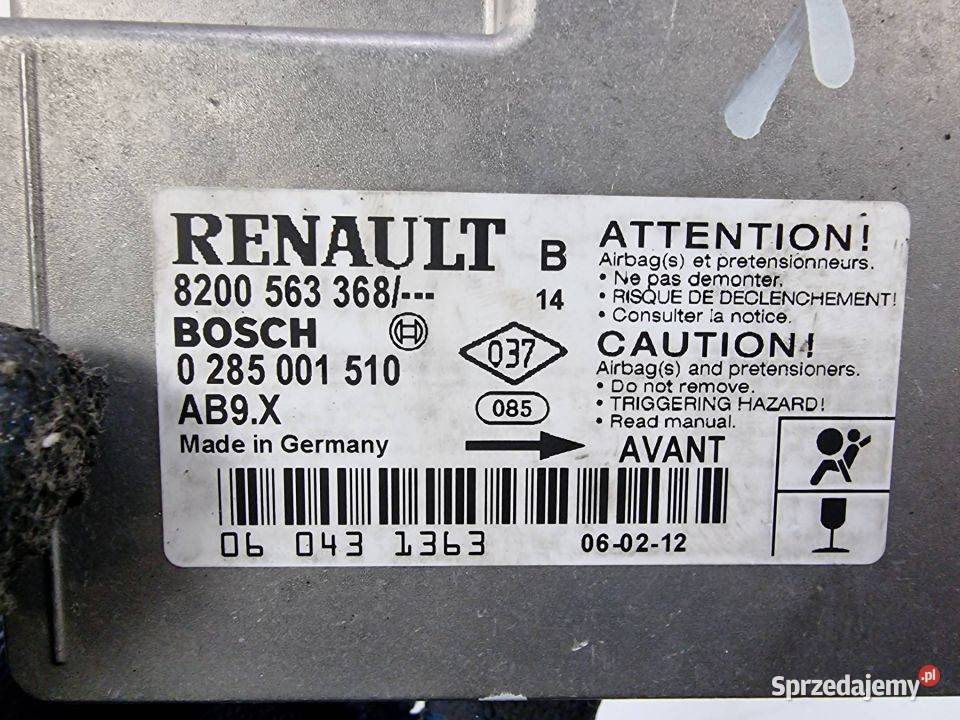 RENAULT B
8200 563 368/--- 14
BOSCH
0 285 001 510
AB9.X
Made in Germany
037
085
ATTENTION!
Airbag(s) et pretensionneurs.
• Ne pas demonter.
• RISQUE DE DECLENCHEMENT!
• Consulter la notice.
CAUTION!
Airbag(s) and pretensioners.
• Do not remove.
• TRIGGERING HAZARD!
• Read manual.
AVANT
06 043 1363
06-02-12
Sprzedajemy.pl